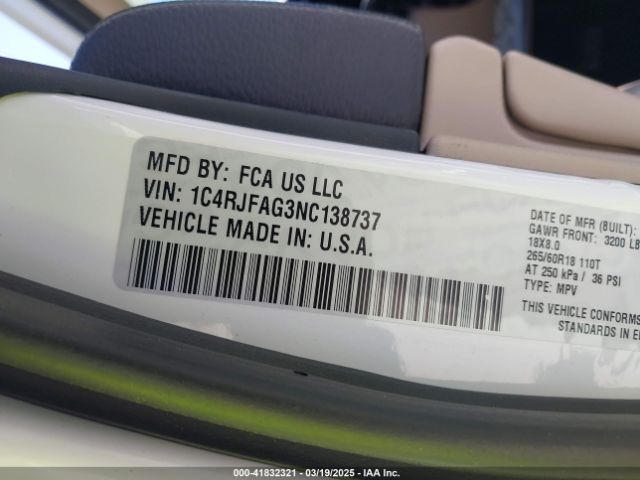 MFD BY: FCA US LLC
VIN: 1C4RJFAG3NC138737
VEHICLE MADE IN: U.S.A.
DATE OF MFR (BUILT):
GAWR FRONT: 3200 LB
18X8.0
265/60R18 110T
AT 250 kPa / 36 PSI
TYPE: MPV
THIS VEHICLE CONFORMS
STANDARDS IN
000-41832321 | 03/19/2025 | IAA Inc.